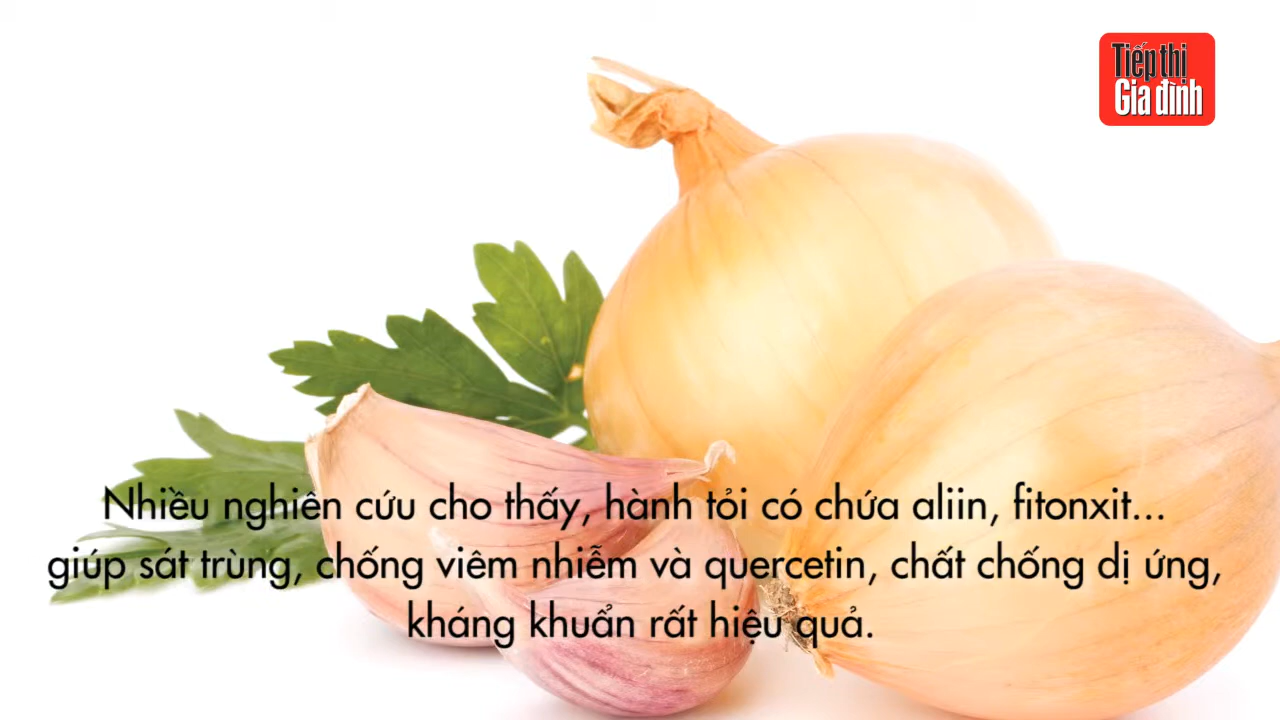 Tiếp thị
Gia đình
Nhiều nghiên cứu cho thấy, hành tỏi có chứa aliin, fitonxit...
giúp sát trùng, chống viêm nhiễm và quercetin, chất chống dị ứng,
kháng khuẩn rất hiệu quả.